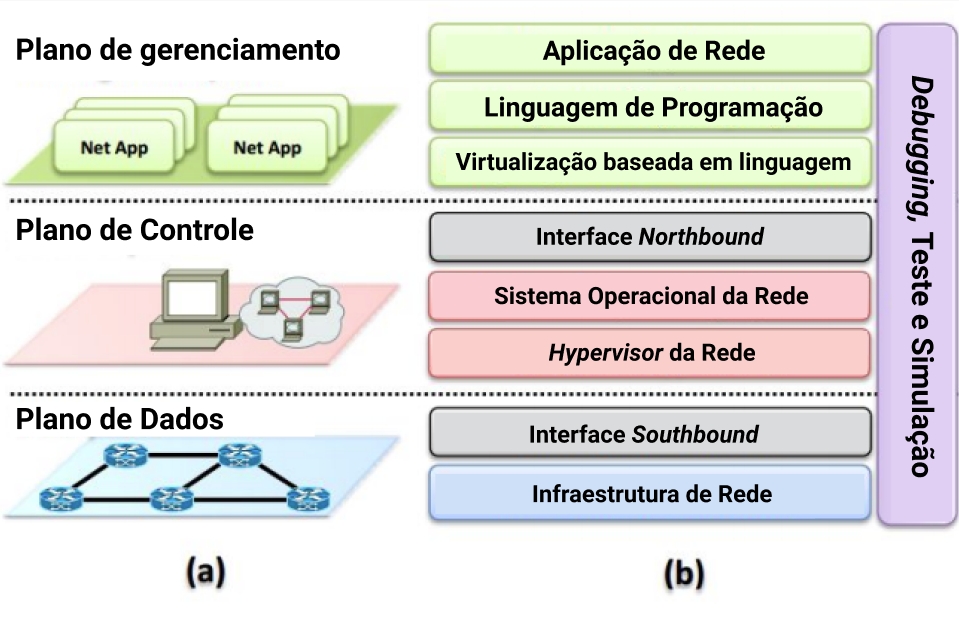 Plano de gerenciamento
Net App
Net App
Plano de Controle
Plano de Dados
(a)
Aplicação de Rede
Linguagem de Programação
Virtualização baseada em linguagem
Interface Northbound
Sistema Operacional da Rede
Hypervisor da Rede
Interface Southbound
Infraestrutura de Rede
(b)
Debugging, Teste e Simulação